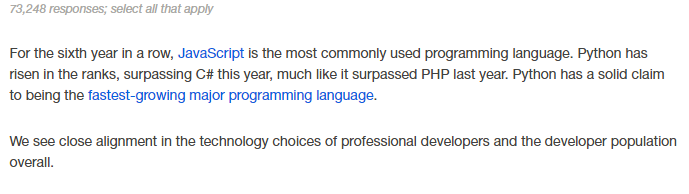 73,248 responses; select all that apply
For the sixth year in a row, JavaScript is the most commonly used programming language. Python has
risen in the ranks, surpassing C# this year, much like it surpassed PHP last year. Python has a solid claim
to being the fastest-growing major programming language.
We see close alignment in the technology choices of professional developers and the developer population
overall.